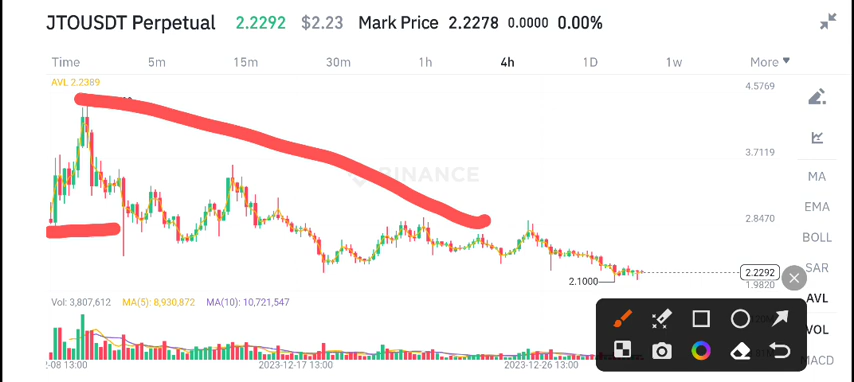 JTOUSDT Perpetual 2.2292 $2.23 Mark Price 2.2278 0.0000 0.00%
Time 5m 15m 30m 1h 4h 1D 1w More
AVL 2.2389
4.5769
3.7119
BINANCE
MA
EMA
2.8470
BOLL
SAR
2.2292
2.1000
1.9820
AVL
Vol: 3,807,612 MA(5): 8,930,872 MA(10): 10,721,547
VOL
MACD
-08 13:00 2023-12-17 13:00 2023-12-26 13:00